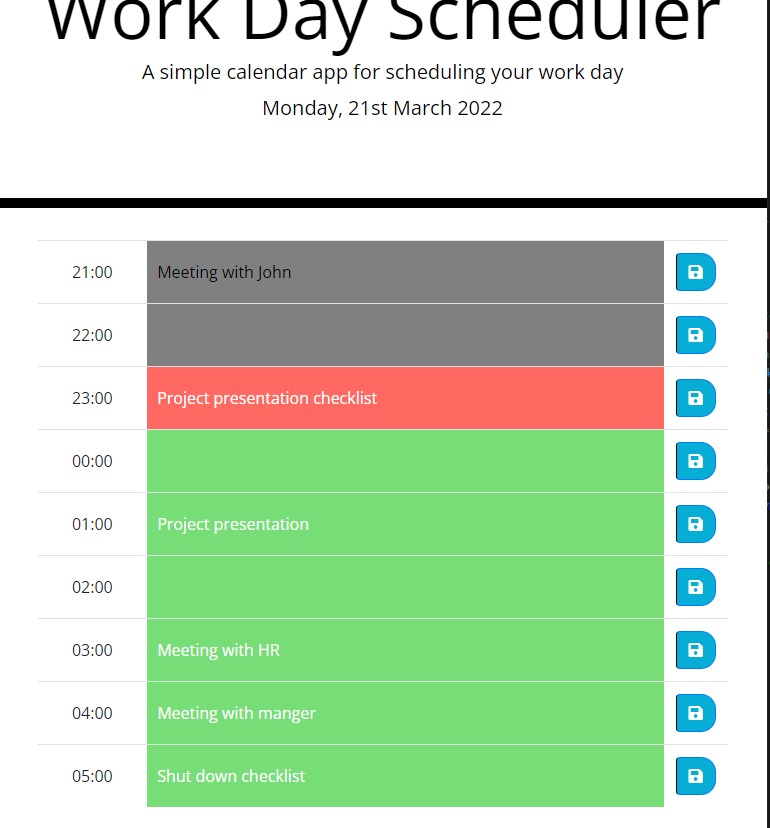 Work Day Scheduler
A simple calendar app for scheduling your work day
Monday, 21st March 2022
21:00 Meeting with John
22:00
23:00 Project presentation checklist
00:00
01:00 Project presentation
02:00
03:00 Meeting with HR
04:00 Meeting with manger
05:00 Shut down checklist